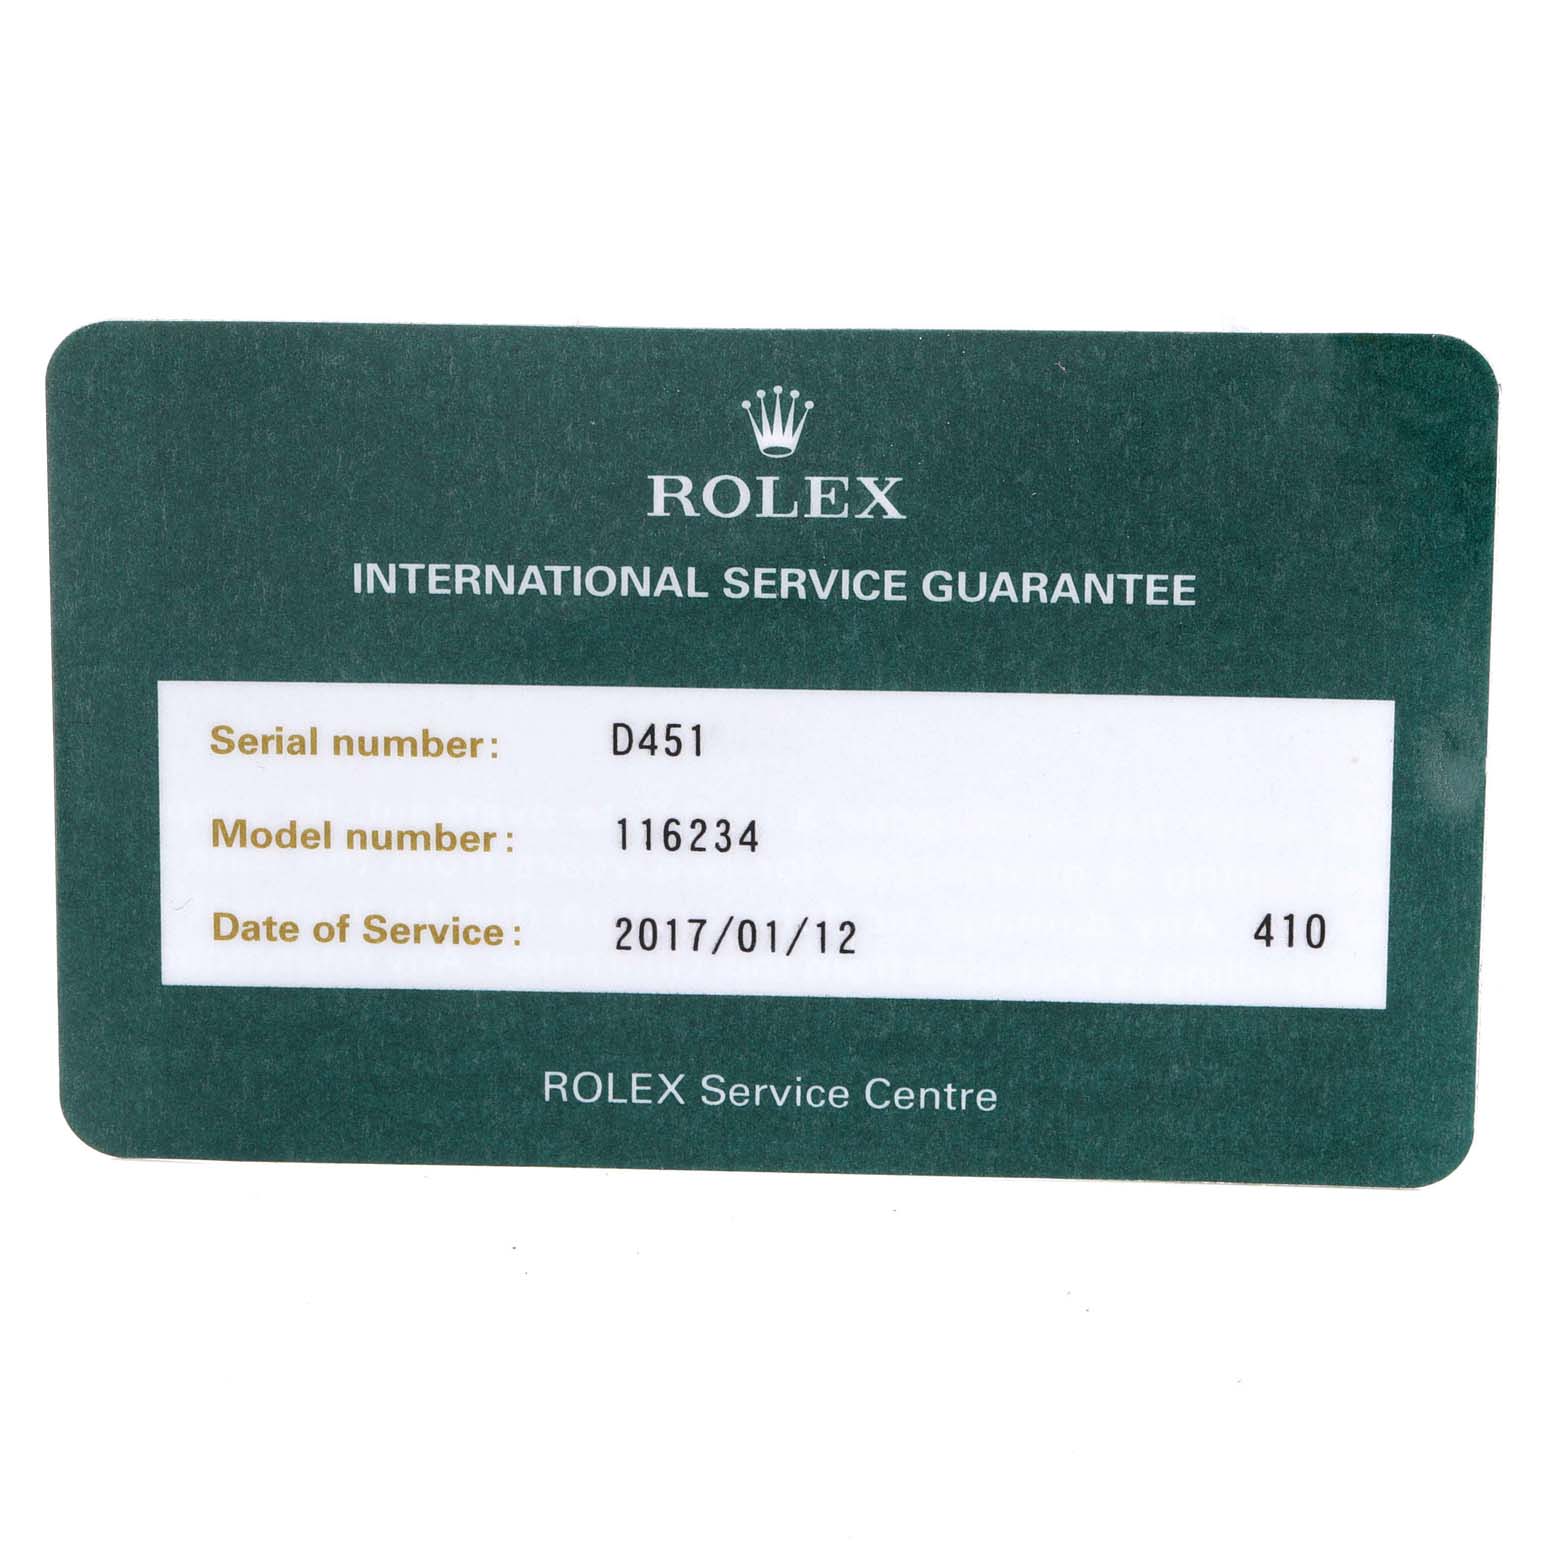 ROLEX
INTERNATIONAL SERVICE GUARANTEE
Serial number: D451
Model number: 116234
Date of Service: 2017/01/12 410
ROLEX Service Centre